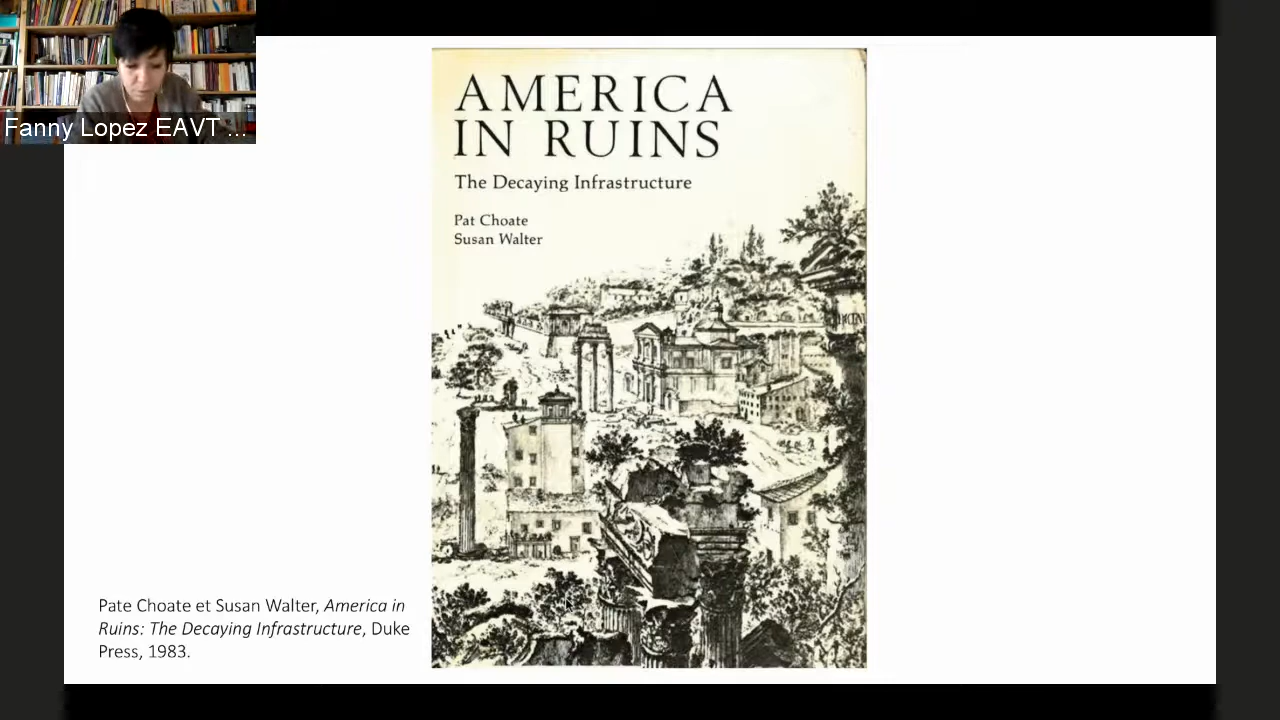 Fanny Lopez EAVT ...
AMERICA
IN RUINS
The Decaying Infrastructure
Pat Choate
Susan Walter
Pate Choate et Susan Walter, America in
Ruins: The Decaying Infrastructure, Duke
Press, 1983.